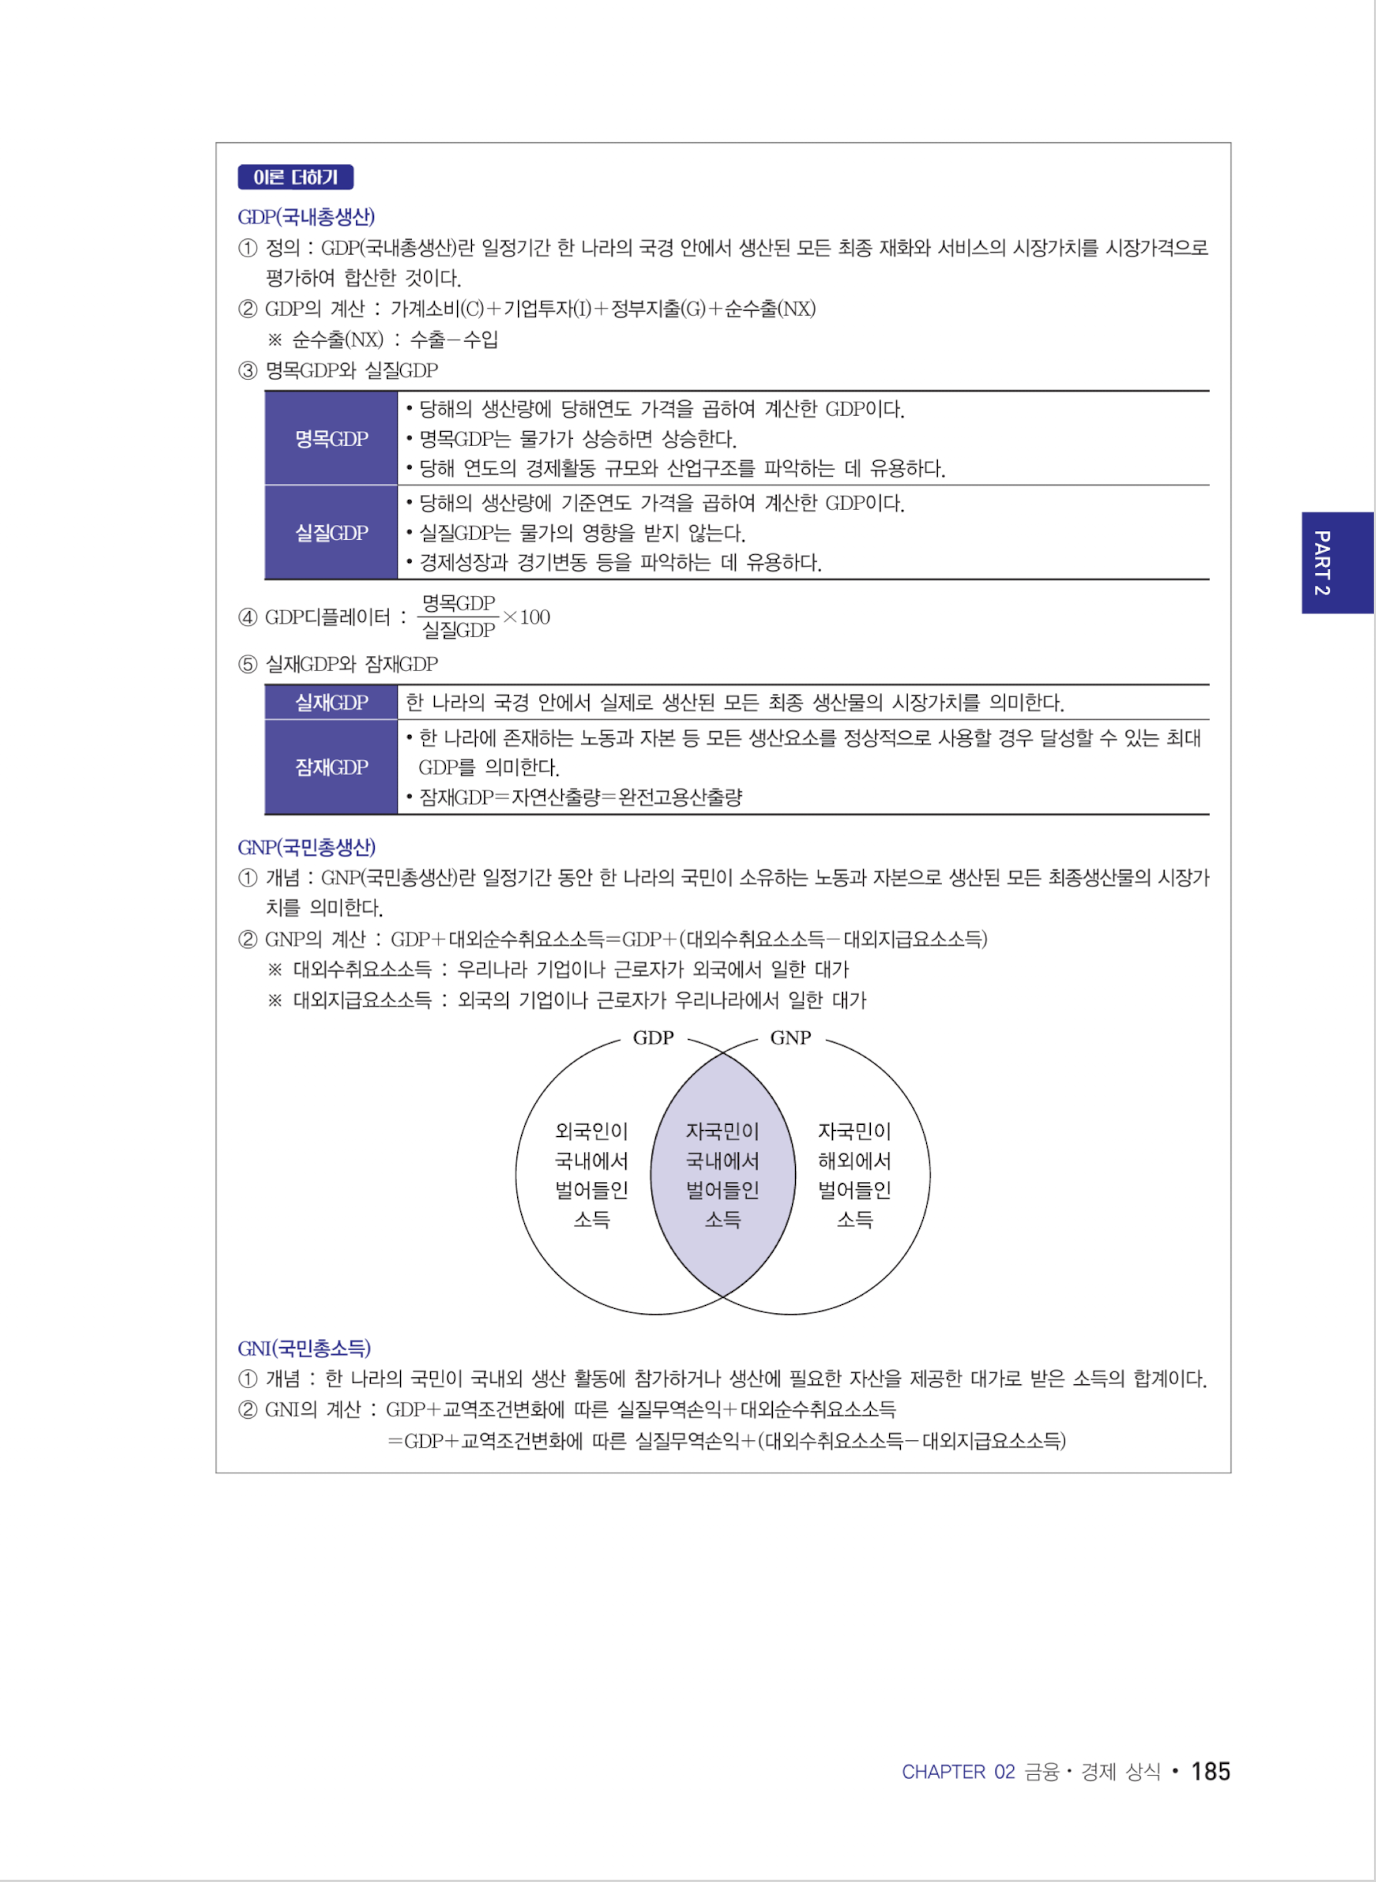 이론 더하기
GDP(국내총생산)
① 정의 : GDP(국내총생산)란 일정기간 한 나라의 국경 안에서 생산된 모든 최종 재화와 서비스의 시장가치를 시장가격으로
평가하여 합산한 것이다.
② GDP의 계산 : 가계소비(C)+기업투자(I)+정부지출(G)+순수출(NX)
※ 순수출(NX) : 수출-수입
③ 명목GDP와 실질GDP
명목GDP
• 당해의 생산량에 당해연도 가격을 곱하여 계산한 GDP이다.
• 명목GDP는 물가가 상승하면 상승한다.
• 당해 연도의 경제활동 규모와 산업구조를 파악하는 데 유용하다.
실질GDP
• 당해의 생산량에 기준연도 가격을 곱하여 계산한 GDP이다.
• 실질GDP는 물가의 영향을 받지 않는다.
• 경제성장과 경기변동 등을 파악하는 데 유용하다.
④ GDP디플레이터 : 명목GDP/실질GDP×100
⑤ 실재GDP와 잠재GDP
실재GDP
한 나라의 국경 안에서 실제로 생산된 모든 최종 생산물의 시장가치를 의미한다.
잠재GDP
• 한 나라에 존재하는 노동과 자본 등 모든 생산요소를 정상적으로 사용할 경우 달성할 수 있는 최대
GDP를 의미한다.
• 잠재GDP=자연산출량=완전고용산출량
GNP(국민총생산)
① 개념 : GNP(국민총생산)란 일정기간 동안 한 나라의 국민이 소유하는 노동과 자본으로 생산된 모든 최종생산물의 시장가
치를 의미한다.
② GNP의 계산 : GDP+대외순수취요소소득=GDP+(대외수취요소소득-대외지급요소소득)
※ 대외수취요소소득 : 우리나라 기업이나 근로자가 외국에서 일한 대가
※ 대외지급요소소득 : 외국의 기업이나 근로자가 우리나라에서 일한 대가
GDP
GNP
외국인이
국내에서
벌어들인
소득
자국민이
국내에서
벌어들인
소득
자국민이
해외에서
벌어들인
소득
GNI(국민총소득)
① 개념 : 한 나라의 국민이 국내외 생산 활동에 참가하거나 생산에 필요한 자산을 제공한 대가로 받은 소득의 합계이다.
② GNI의 계산 : GDP+교역조건변화에 따른 실질무역손익+대외순수취요소소득
=GDP+교역조건변화에 따른 실질무역손익+(대외수취요소소득-대외지급요소소득)
PART 2
CHAPTER 02 금융·경제 상식 • 185